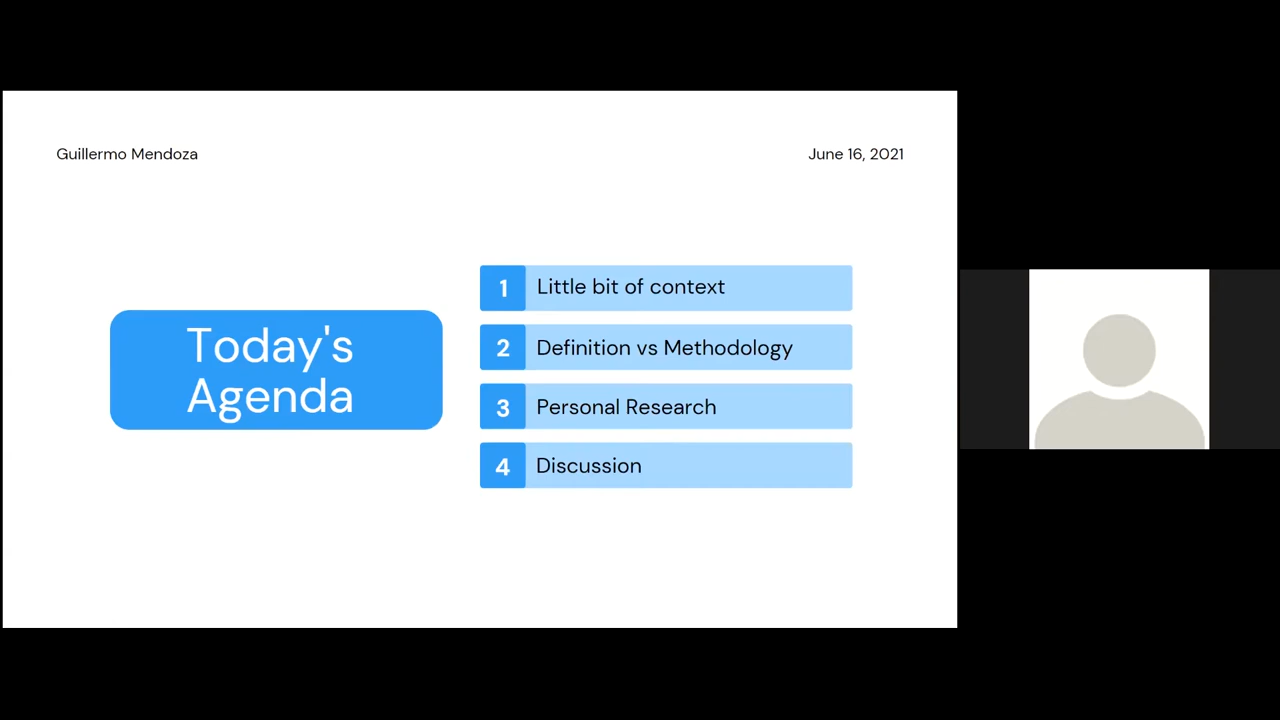 Guillermo Mendoza
June 16, 2021
Today's
Agenda
1 Little bit of context
2 Definition vs Methodology
3 Personal Research
4 Discussion